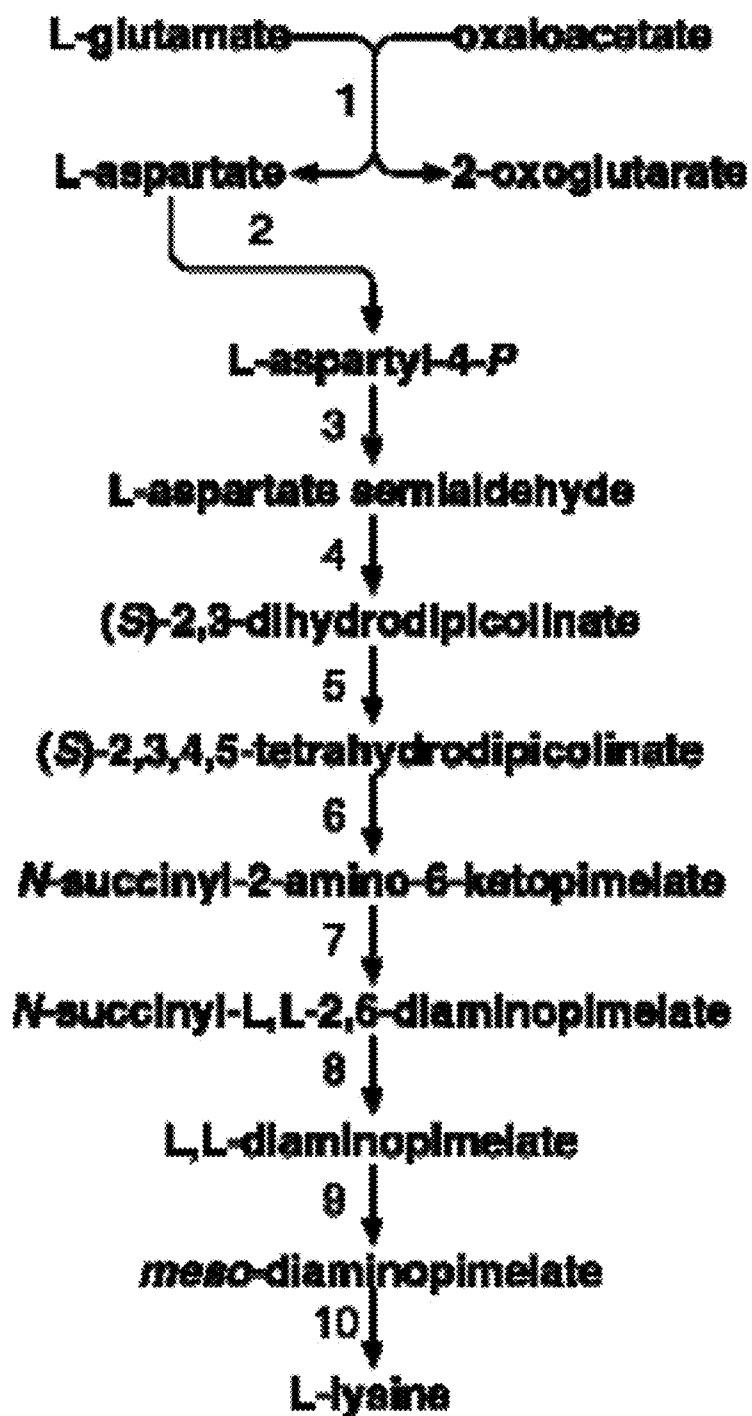 L-glutamate oxaloacetate
1
L-aspartate 2-oxoglutarate
2
L-aspartyl-4-P
3
L-aspartate semialdehyde
4
(S)-2,3-dihydrodipicolinate
5
(S)-2,3,4,5-tetrahydrodipicolinate
6
N-succinyl-2-amino-6-ketopimelate
7
N-succinyl-L,L-2,6-diaminopimelate
8
L,L-diaminopimelate
9
meso-diaminopimelate
10
L-lysine